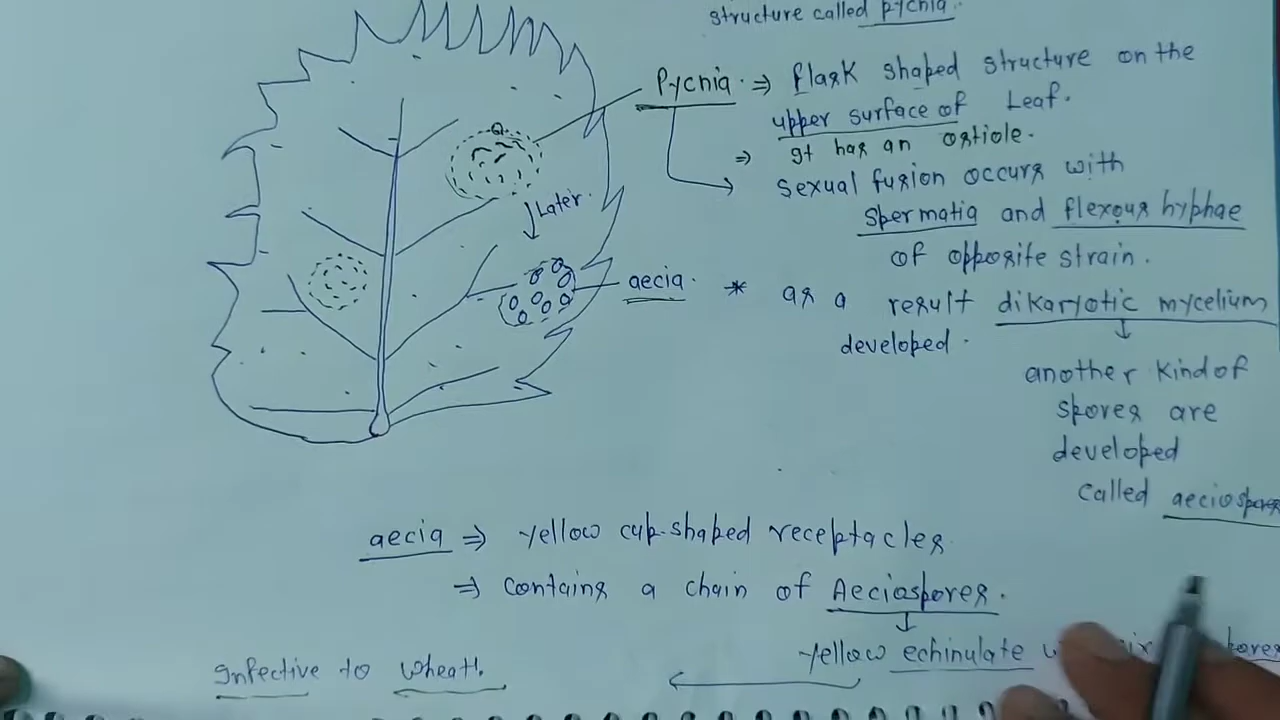 structure called pycnia.
Pycnia. ⇒ flask shaped structure on the
upper surface of Leaf.
⇒ It has an ostiole.
sexual fusion occurs with
spermatia and flexous hyphae
of opposite strain.
Later.
aecia. * as a result dikaryotic mycelium
developed.
another kind of
spores are
developed
called aeciospores
aecia ⇒ yellow cup-shaped receptacles
⇒ contains a chain of Aeciospores.
yellow echinulate
Infective to wheat.